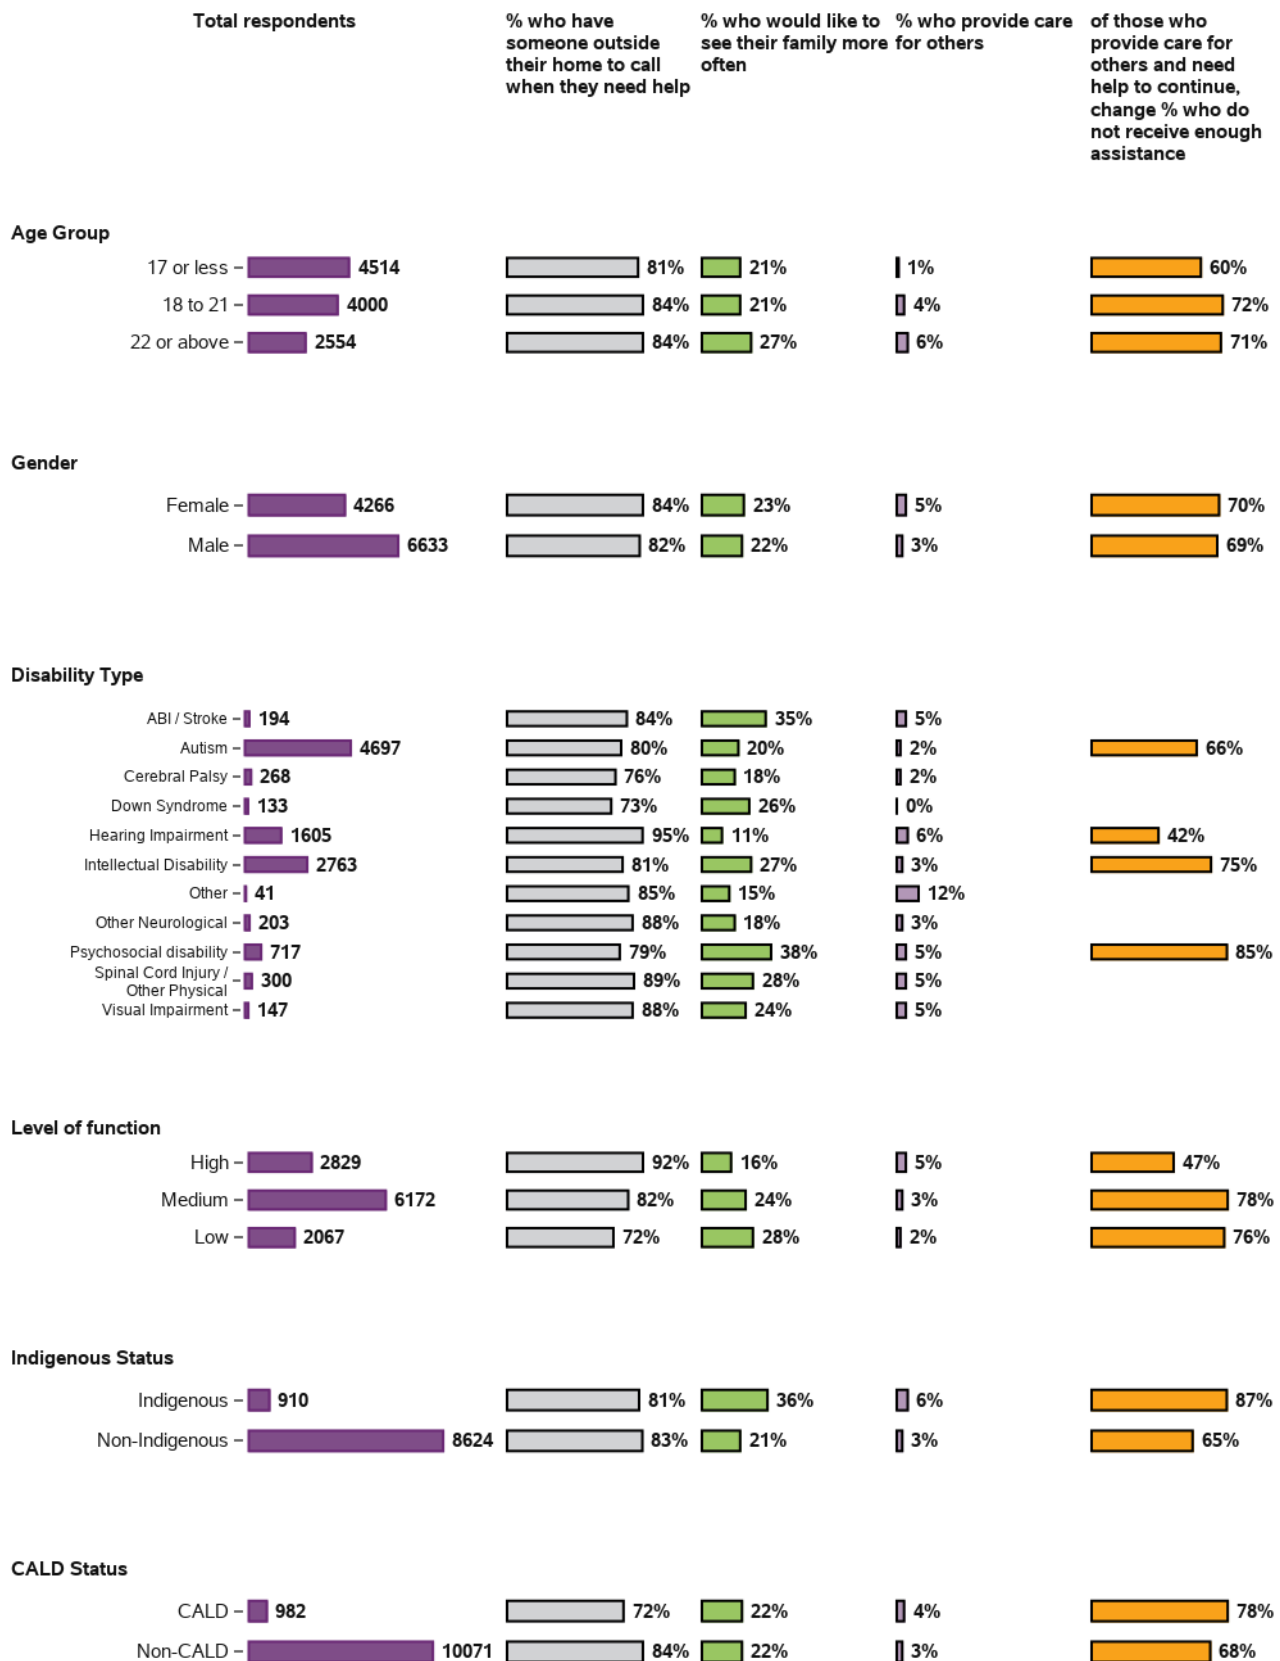 Total respondents
% who have
someone outside
their home to call
when they need help
% who would like to
see their family more
often
% who provide care
for others
of those who
provide care for
others and need
help to continue,
change % who do
not receive enough
assistance
Age Group
17 or less 4514 81% 21% 1% 60%
18 to 21 4000 84% 21% 4% 72%
22 or above 2554 84% 27% 6% 71%
Gender
Female 4266 84% 23% 5% 70%
Male 6633 82% 22% 3% 69%
Disability Type
ABI / Stroke 194 84% 35% 5%
Autism 4697 80% 20% 2% 66%
Cerebral Palsy 268 76% 18% 2%
Down Syndrome 133 73% 26% 0%
Hearing Impairment 1605 95% 11% 6% 42%
Intellectual Disability 2763 81% 27% 3% 75%
Other 41 85% 15% 12%
Other Neurological 203 88% 18% 3%
Psychosocial disability 717 79% 38% 5% 85%
Spinal Cord Injury /
Other Physical 300 89% 28% 5%
Visual Impairment 147 88% 24% 5%
Level of function
High 2829 92% 16% 5% 47%
Medium 6172 82% 24% 3% 78%
Low 2067 72% 28% 2% 76%
Indigenous Status
Indigenous 910 81% 36% 6% 87%
Non-Indigenous 8624 83% 21% 3% 65%
CALD Status
CALD 982 72% 22% 4% 78%
Non-CALD 10071 84% 22% 3% 68%